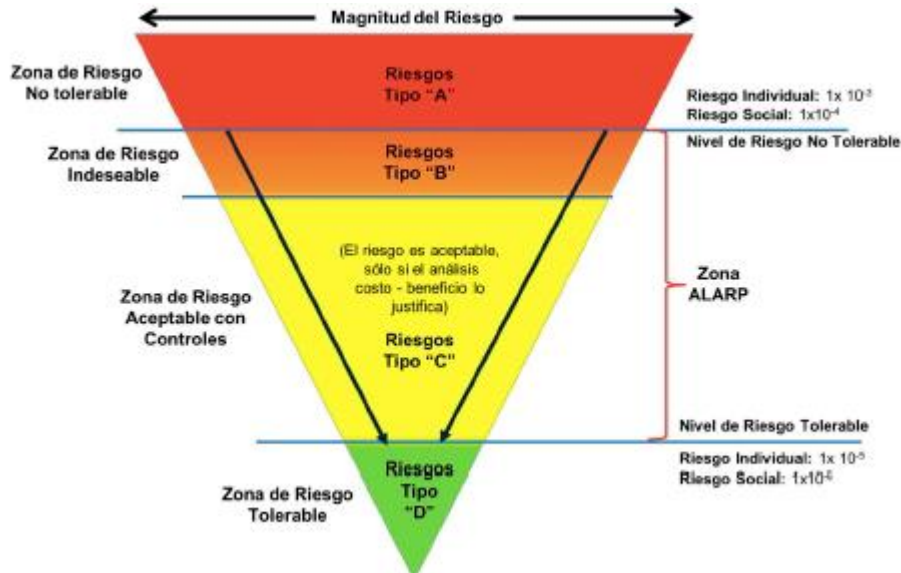 Magnitud del Riesgo
Zona de Riesgo
No tolerable
Riesgos
Tipo "A"
Riesgo Individual: 1x 10⁻³
Riesgo Social: 1x10⁻⁴
Nivel de Riesgo No Tolerable
Zona de Riesgo
Indeseable
Riesgos
Tipo "B"
(El riesgo es aceptable,
sólo si el análisis
costo - beneficio lo
justifica)
Zona de Riesgo
Aceptable con
Controles
Riesgos
Tipo "C"
Zona
ALARP
Nivel de Riesgo Tolerable
Riesgo Individual: 1x 10⁻⁵
Riesgo Social:
Zona de Riesgo
Tolerable
Riesgos
Tipo
"D"